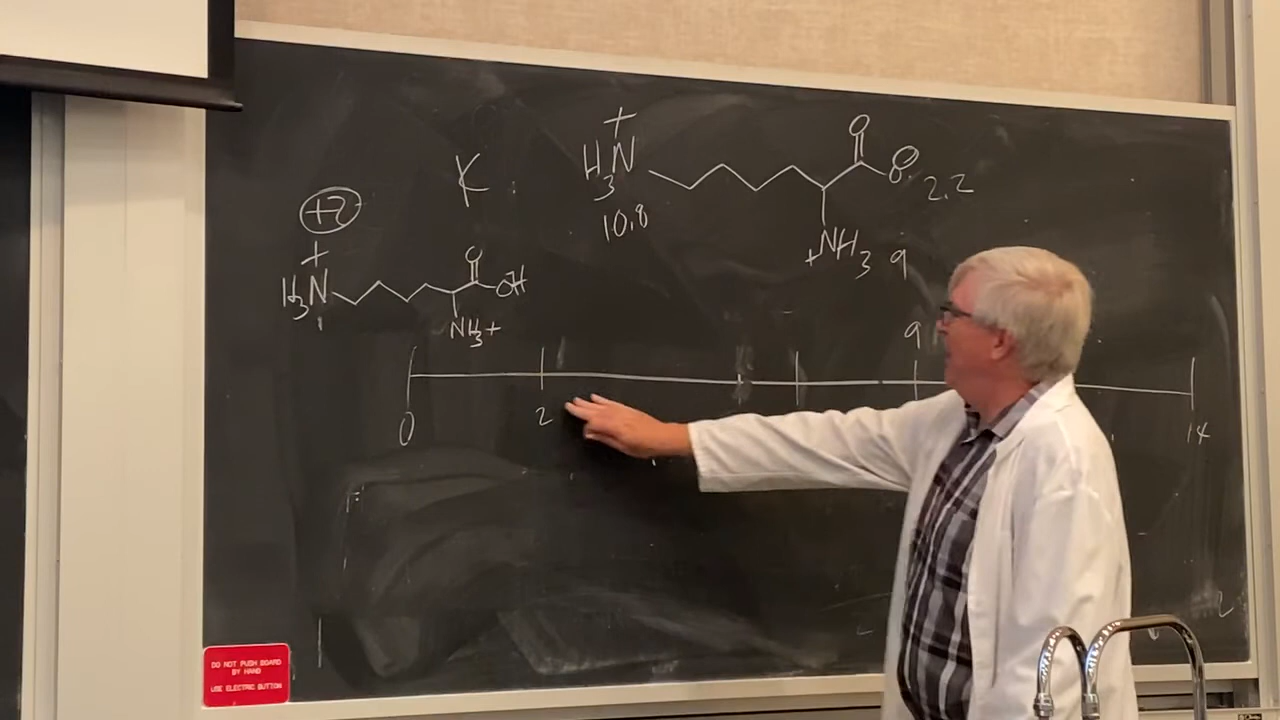 K :
H3N+
O
O⊖ 2.2
10.8
+NH3 9
+2
H3N+
O
OH
NH3+
9
0
2
14
DO NOT PUSH BOARD
BY HAND
USE ELECTRIC BUTTON